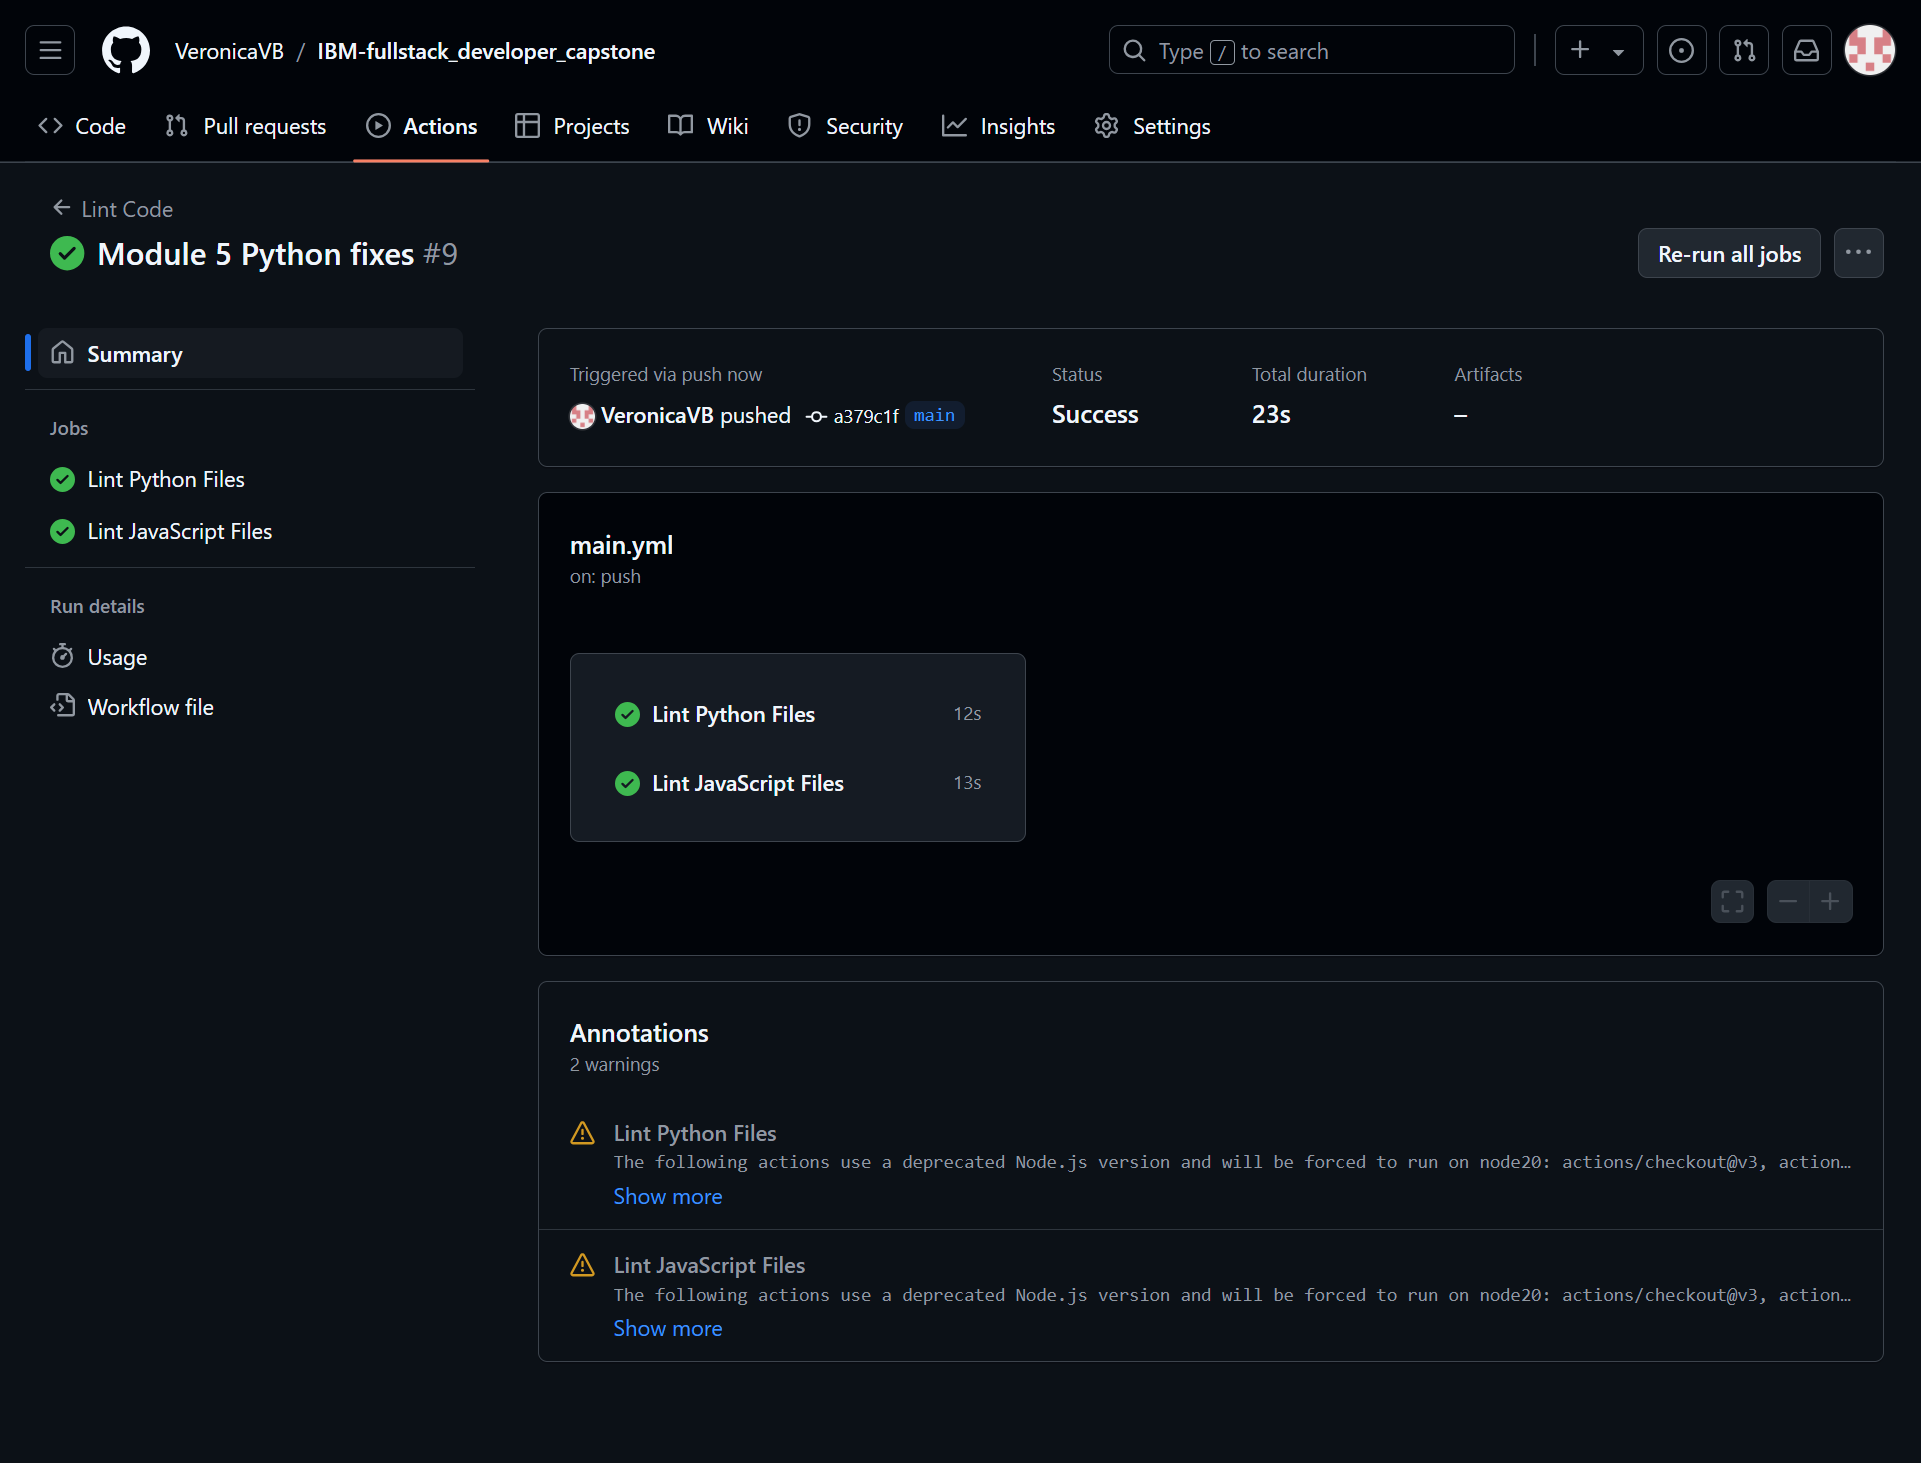 VeronicaVB / IBM-fullstack_developer_capstone
Type / to search
Code
Pull requests
Actions
Projects
Wiki
Security
Insights
Settings
Lint Code
Module 5 Python fixes #9
Re-run all jobs
Summary
Jobs
Lint Python Files
Lint JavaScript Files
Run details
Usage
Workflow file
Triggered via push now
VeronicaVB pushed a379c1f main
Status
Success
Total duration
23s
Artifacts
–
main.yml
on: push
Lint Python Files 12s
Lint JavaScript Files 13s
Annotations
2 warnings
Lint Python Files
The following actions use a deprecated Node.js version and will be forced to run on node20: actions/checkout@v3, action…
Show more
Lint JavaScript Files
The following actions use a deprecated Node.js version and will be forced to run on node20: actions/checkout@v3, action…
Show more